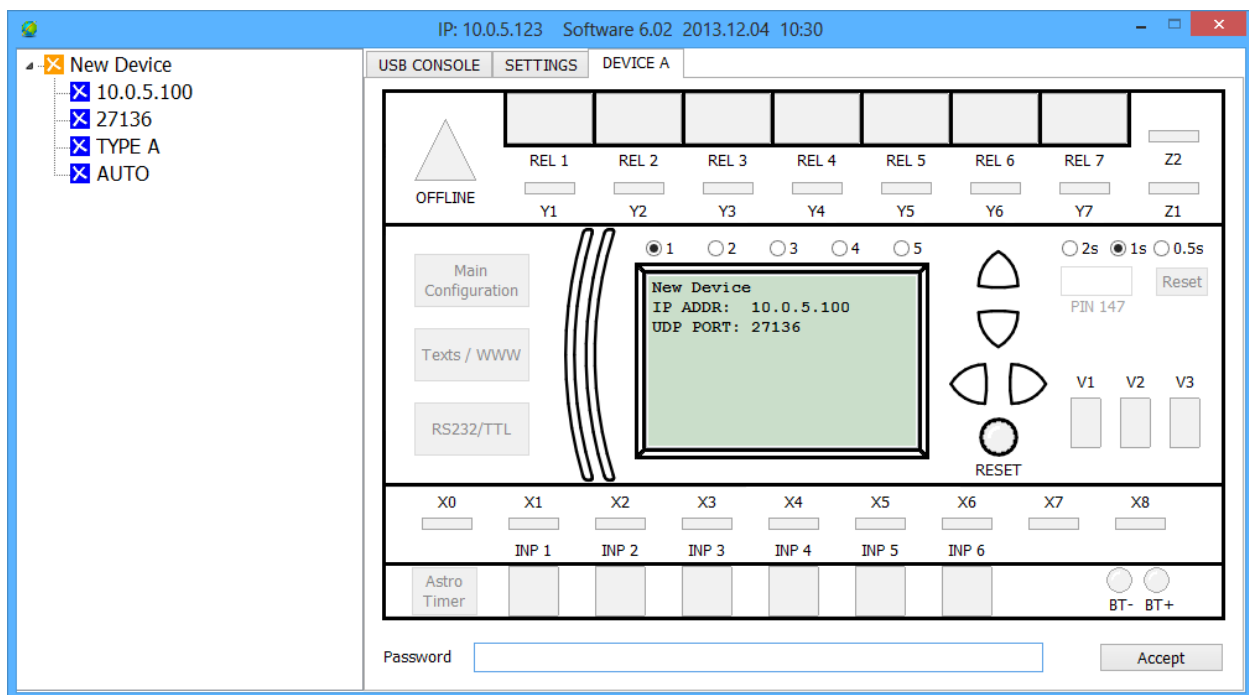 IP: 10.0.5.123 Software 6.02 2013.12.04 10:30
New Device
10.0.5.100
27136
TYPE A
AUTO
USB CONSOLE SETTINGS DEVICE A
OFFLINE
REL 1 REL 2 REL 3 REL 4 REL 5 REL 6 REL 7 Z2
Y1 Y2 Y3 Y4 Y5 Y6 Y7 Z1
Main
Configuration
Texts / WWW
RS232/TTL
1 2 3 4 5
New Device
IP ADDR: 10.0.5.100
UDP PORT: 27136
RESET
2s 1s 0.5s
Reset
PIN 147
V1 V2 V3
X0 X1 X2 X3 X4 X5 X6 X7 X8
INP 1 INP 2 INP 3 INP 4 INP 5 INP 6
Astro
Timer
BT- BT+
Password Accept